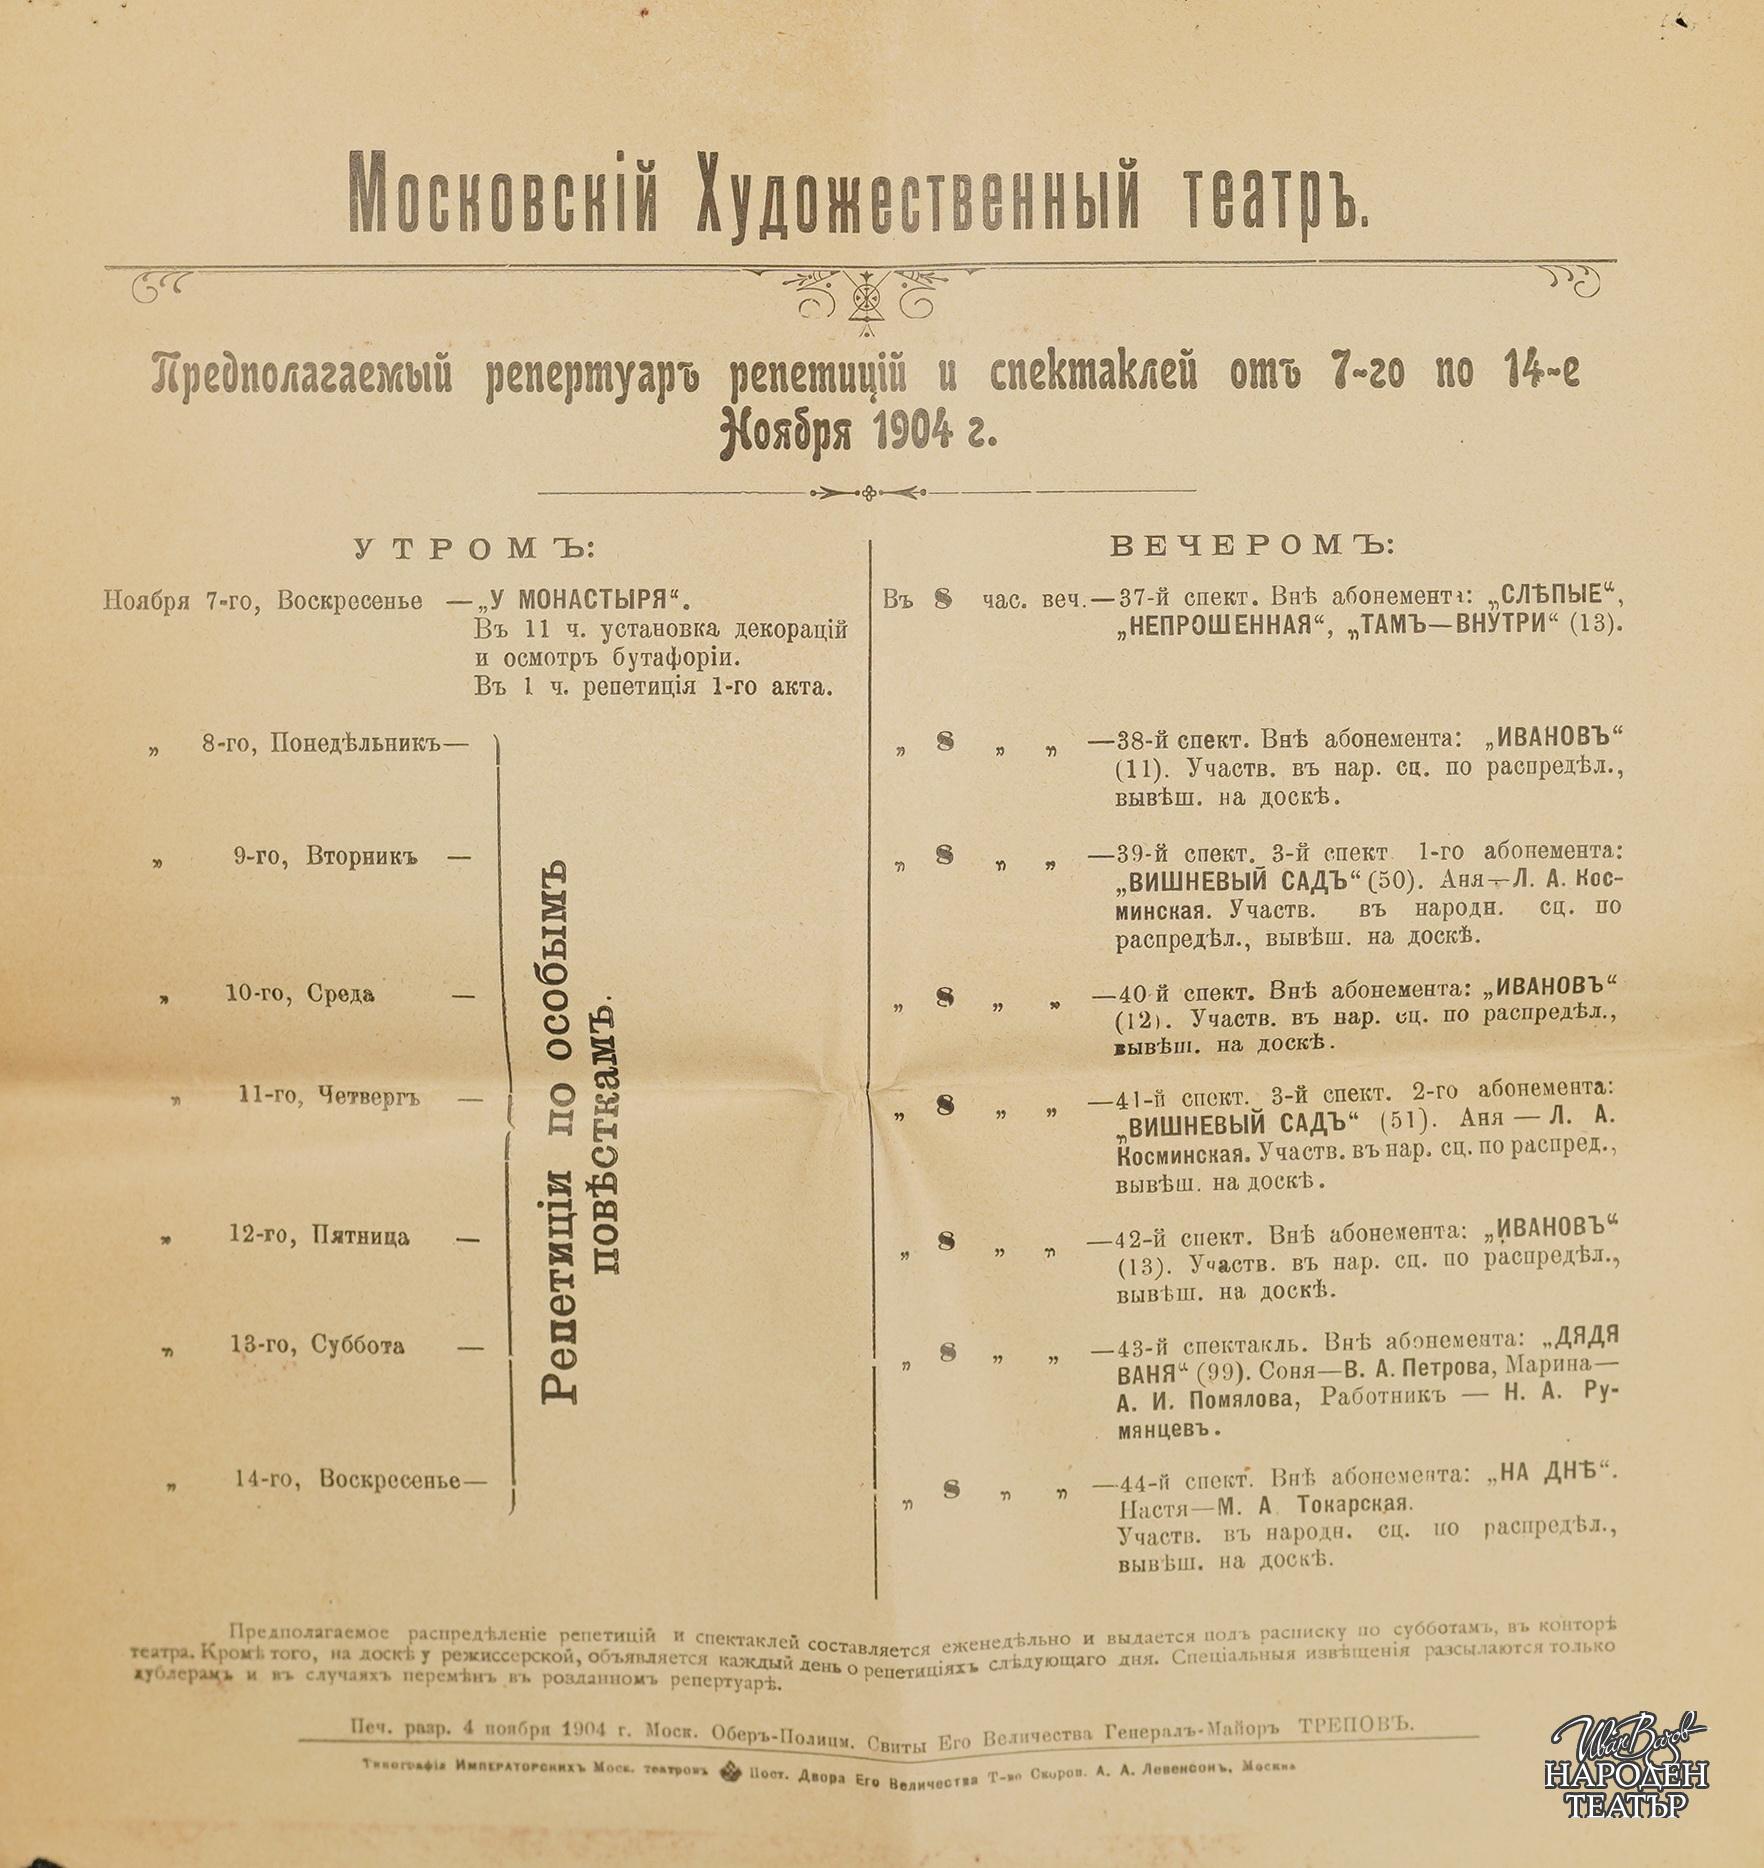 Московскій Художественный театръ.
Предполагаемый репертуаръ репетицій и спектаклей отъ 7-го по 14-е
Ноября 1904 г.
УТРОМЪ:
Ноября 7-го, Воскресенье —„У МОНАСТЫРЯ“.
Въ 11 ч. установка декорацій
и осмотръ бутафоріи.
Въ 1 ч. репетиція 1-го акта.
„ 8-го, Понедѣльникъ—
„ 9-го, Вторникъ —
„ 10-го, Среда —
„ 11-го, Четвергъ —
„ 12-го, Пятница —
„ 13-го, Суббота —
„ 14-го, Воскресенье—
Репетиціи по особымъ
повѣсткамъ.
ВЕЧЕРОМЪ:
Въ 8 час. веч.—37-й спект. Внѣ абонемента: „СЛѢПЫЕ“,
„НЕПРОШЕННАЯ“, „ТАМЪ—ВНУТРИ“ (13).
„ 8 „ „ —38-й спект. Внѣ абонемента: „ИВАНОВЪ“
(11). Участв. въ нар. сц. по распредѣл.,
вывѣш. на доскѣ.
„ 8 „ „ —39-й спект. 3-й спект 1-го абонемента:
„ВИШНЕВЫЙ САДЪ“ (50). Аня—Л. А. Кос-
минская. Участв. въ народн. сц. по
распредѣл., вывѣш. на доскѣ.
„ 8 „ „ —40-й спект. Внѣ абонемента: „ИВАНОВЪ“
(12). Участв. въ нар. сц. по распредѣл.,
вывѣш. на доскѣ.
„ 8 „ „ —41-й спект. 3-й спект. 2-го абонемента:
„ВИШНЕВЫЙ САДЪ“ (51). Аня — Л. А.
Косминская. Участв. въ нар. сц. по распред.,
вывѣш. на доскѣ.
„ 8 „ „ —42-й спект. Внѣ абонемента: „ИВАНОВЪ“
(13). Участв. въ нар. сц. по распредѣл.,
вывѣш. на доскѣ.
„ 8 „ „ —43-й спектакль. Внѣ абонемента: „ДЯДЯ
ВАНЯ“ (99). Соня—В. А. Петрова, Марина—
А. И. Помялова, Работникъ — Н. А. Ру-
мянцевъ.
„ 8 „ „ —44-й спект. Внѣ абонемента: „НА ДНѢ“.
Настя—М. А. Токарская.
Участв. въ народн. сц. по распредѣл.,
вывѣш. на доскѣ.
Предполагаемое распредѣленіе репетицій и спектаклей составляется еженедѣльно и выдается подъ расписку по субботамъ, въ конторѣ
театра. Кромѣ того, на доскѣ у режиссерской, объявляется каждый день о репетиціяхъ слѣдующаго дня. Спеціальныя извѣщенія разсылаются только
дублерамъ и въ случаяхъ перемѣнъ въ розданномъ репертуарѣ.
Печ. разр. 4 ноября 1904 г. Моск. Оберъ-Полицм. Свиты Его Величества Генералъ-Майоръ ТРЕПОВЪ.
Типографія Императорскихъ Моск. театровъ Пост. Двора Его Величества Т-во Скороп. А. А. Левенсонъ, Москва
Иван Вазов
НАРОДЕН
ТЕАТЪР